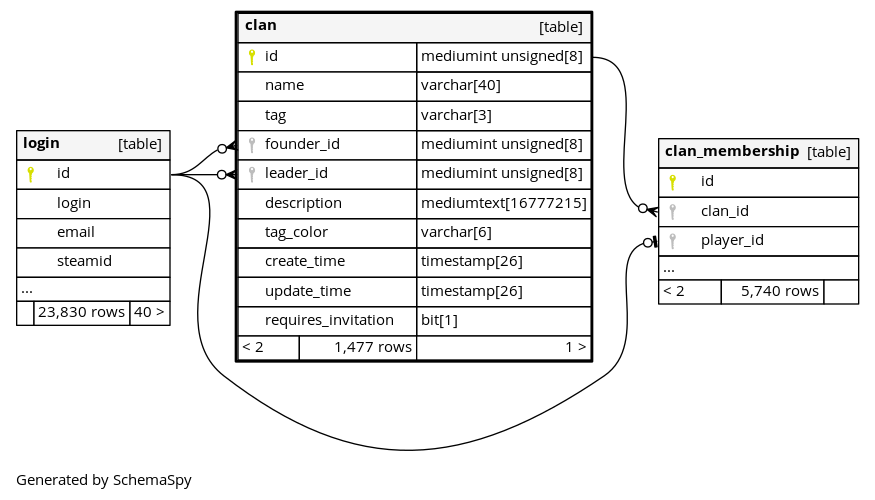 clan [table]
id mediumint unsigned[8]
name varchar[40]
tag varchar[3]
founder_id mediumint unsigned[8]
leader_id mediumint unsigned[8]
description mediumtext[16777215]
tag_color varchar[6]
create_time timestamp[26]
update_time timestamp[26]
requires_invitation bit[1]
< 2 1,477 rows 1 >
login [table]
id
login
email
steamid
...
23,830 rows 40 >
clan_membership [table]
id
clan_id
player_id
...
< 2 5,740 rows
Generated by SchemaSpy